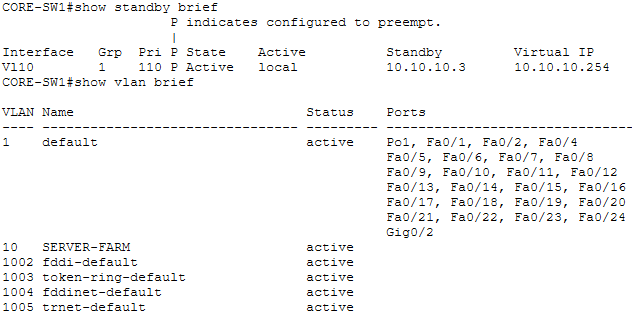 CORE-SW1#show standby brief
                     P indicates configured to preempt.
                     |
Interface   Grp  Pri P State    Active          Standby         Virtual IP
Vl10        1    110 P Active   local           10.10.10.3      10.10.10.254
CORE-SW1#show vlan brief

VLAN Name                             Status    Ports
---- -------------------------------- --------- -------------------------------
1    default                          active    Po1, Fa0/1, Fa0/2, Fa0/4
                                                Fa0/5, Fa0/6, Fa0/7, Fa0/8
                                                Fa0/9, Fa0/10, Fa0/11, Fa0/12
                                                Fa0/13, Fa0/14, Fa0/15, Fa0/16
                                                Fa0/17, Fa0/18, Fa0/19, Fa0/20
                                                Fa0/21, Fa0/22, Fa0/23, Fa0/24
                                                Gig0/2
10   SERVER-FARM                      active
1002 fddi-default                     active
1003 token-ring-default               active
1004 fddinet-default                  active
1005 trnet-default                    active